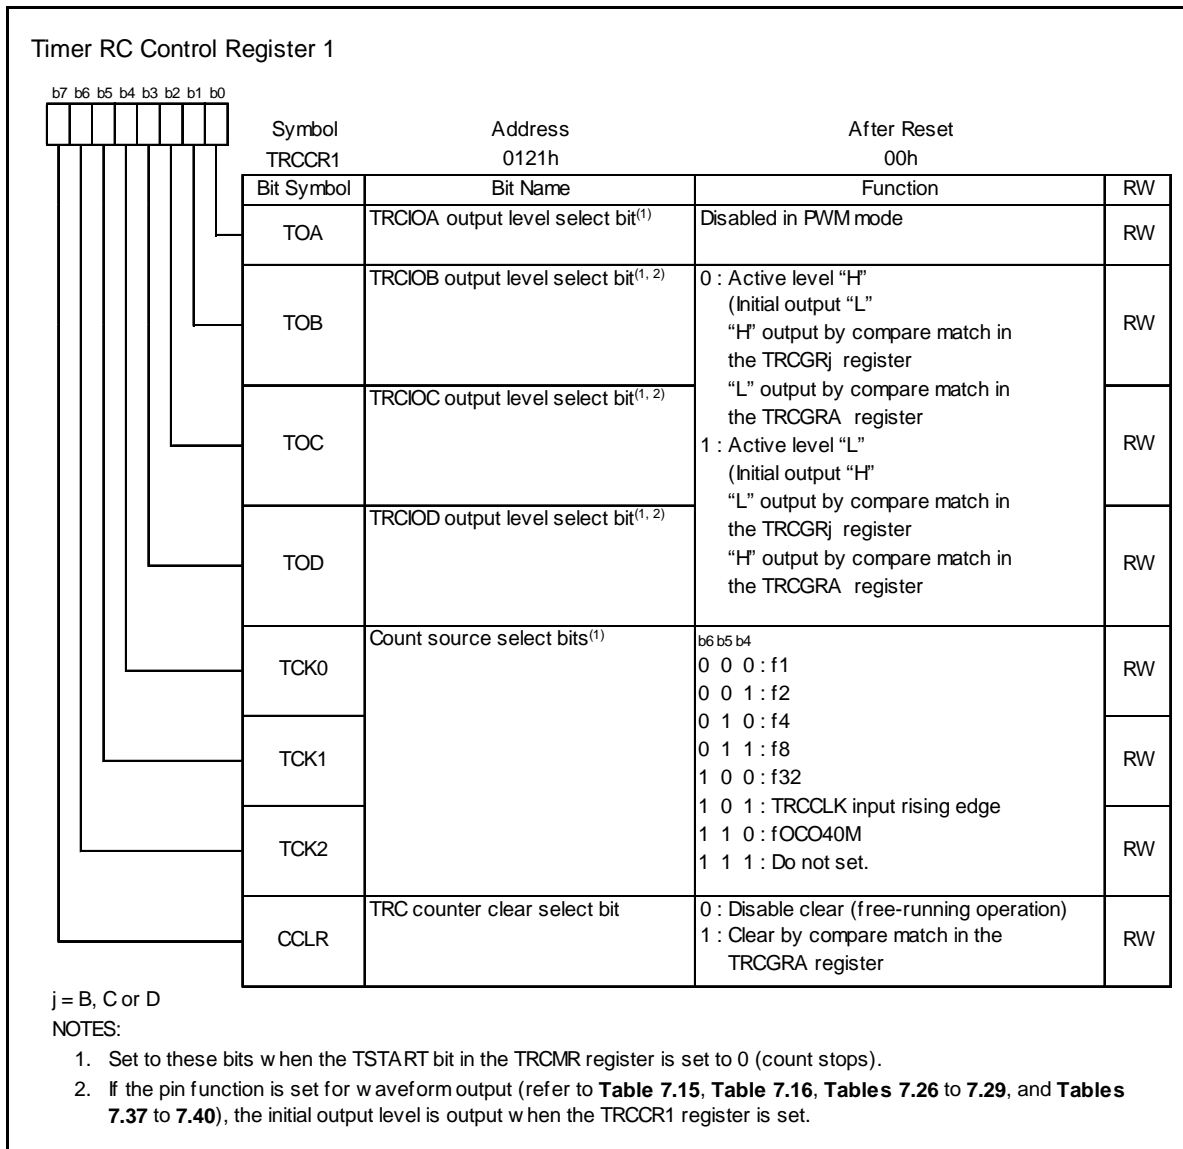 Timer RC Control Register 1
b7 b6 b5 b4 b3 b2 b1 b0
Symbol Address After Reset
TRCCR1 0121h 00h
Bit Symbol Bit Name Function RW
TOA TRCIOA output level select bit(1) Disabled in PWM mode RW
TOB TRCIOB output level select bit(1, 2) RW
TOC TRCIOC output level select bit(1, 2) RW
TOD TRCIOD output level select bit(1, 2) RW
0 : Active level “H”
(Initial output “L”
“H” output by compare match in
the TRCGRj register
“L” output by compare match in
the TRCGRA register
1 : Active level “L”
(Initial output “H”
“L” output by compare match in
the TRCGRj register
“H” output by compare match in
the TRCGRA register
TCK0 Count source select bits(1) RW
TCK1 RW
TCK2 RW
b6 b5 b4
0 0 0 : f1
0 0 1 : f2
0 1 0 : f4
0 1 1 : f8
1 0 0 : f32
1 0 1 : TRCCLK input rising edge
1 1 0 : fOCO40M
1 1 1 : Do not set.
CCLR TRC counter clear select bit 0 : Disable clear (free-running operation) RW
1 : Clear by compare match in the
TRCGRA register
j = B, C or D
NOTES:
1. Set to these bits when the TSTART bit in the TRCMR register is set to 0 (count stops).
2. If the pin function is set for waveform output (refer to Table 7.15, Table 7.16, Tables 7.26 to 7.29, and Tables
7.37 to 7.40), the initial output level is output when the TRCCR1 register is set.